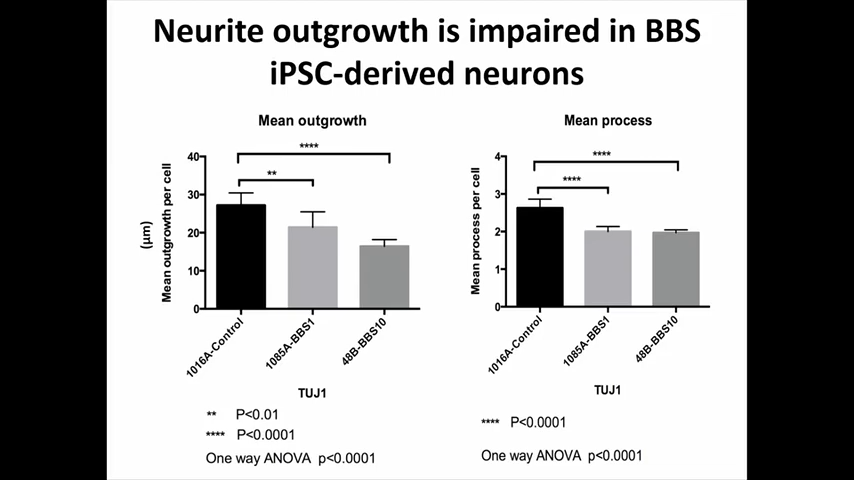 Neurite outgrowth is impaired in BBS
iPSC-derived neurons
Mean outgrowth
****
**
40
30
20
10
0
(µm)
Mean outgrowth per cell
1016A-Control
1085A-BBS1
48B-BBS10
TUJ1
** P<0.01
**** P<0.0001
One way ANOVA p<0.0001
Mean process
****
****
4
3
2
1
0
Mean process per cell
1016A-Control
1085A-BBS1
48B-BBS10
TUJ1
**** P<0.0001
One way ANOVA p<0.0001